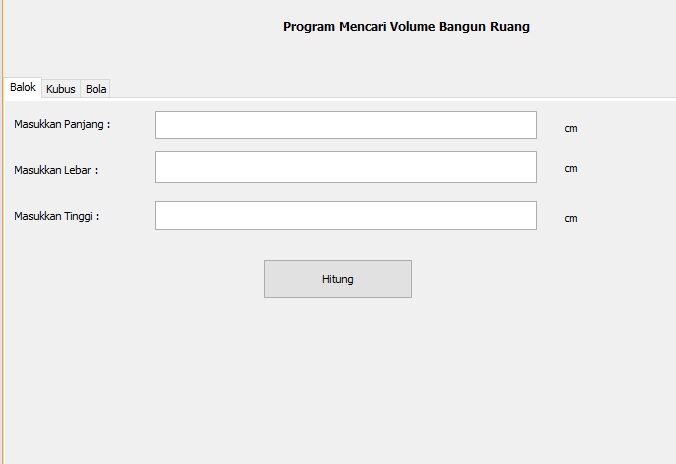 Program Mencari Volume Bangun Ruang
Balok Kubus Bola
Masukkan Panjang : cm
Masukkan Lebar : cm
Masukkan Tinggi : cm
Hitung